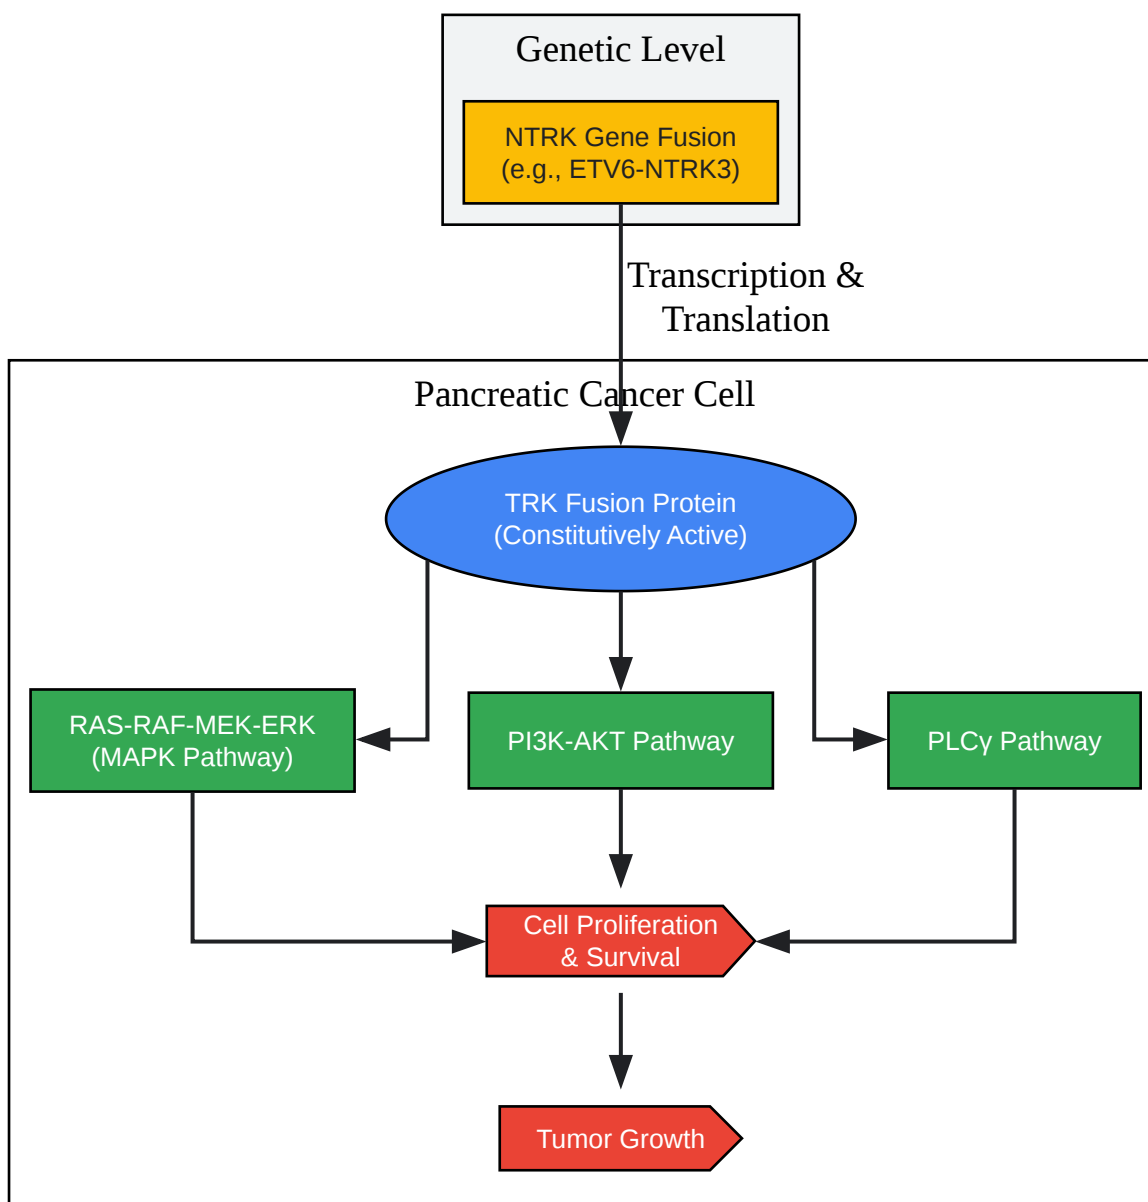 Genetic Level
NTRK Gene Fusion
(e.g., ETV6-NTRK3)
Transcription &
Translation
Pancreatic Cancer Cell
TRK Fusion Protein
(Constitutively Active)
RAS-RAF-MEK-ERK
(MAPK Pathway)
PI3K-AKT Pathway
PLCγ Pathway
Cell Proliferation
& Survival
Tumor Growth